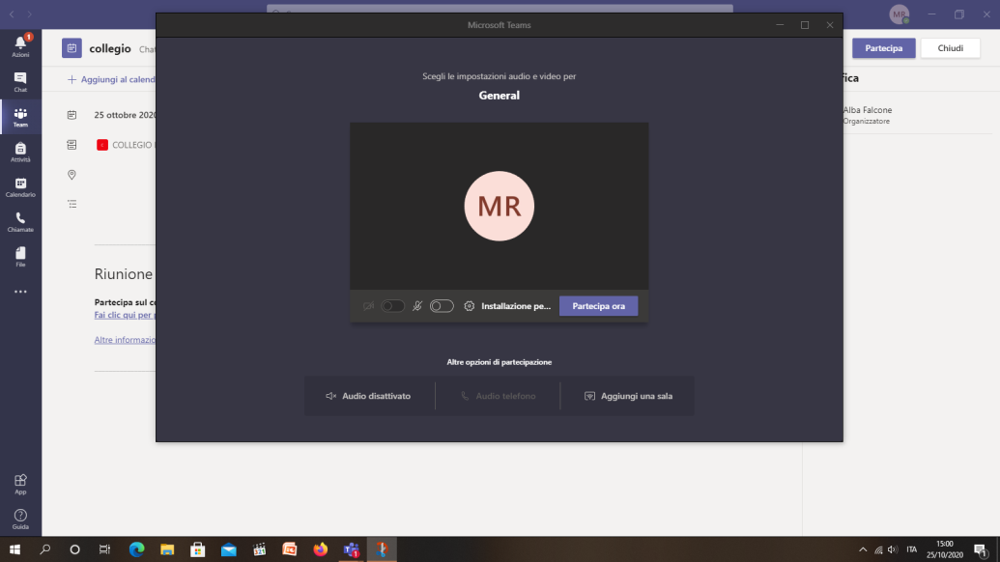 MR
Microsoft Teams
1
Azioni
Chat
Team
Attività
Calendario
Chiamate
File
App
Guida
collegio
Chat
Partecipa
Chiudi
Aggiungi al calend
25 ottobre 2020
COLLEGIO
Riunione
Partecipa sul
Fai clic qui per
Altre informazio
Scegli le impostazioni audio e video per
General
MR
Installazione pe...
Partecipa ora
Altre opzioni di partecipazione
Audio disattivato
Audio telefono
Aggiungi una sala
Alba Falcone
Organizzatore
ITA
15:00
25/10/2020
1